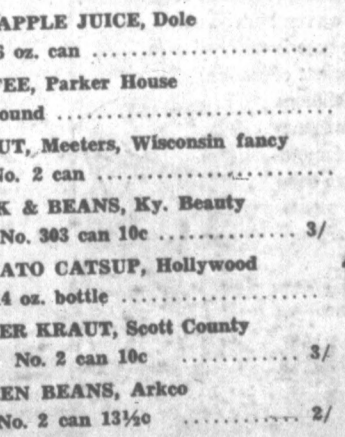 APPLE JUICE, Dole
6 oz. can ..........................
EE, Parker House
ound ..............................
UT, Meeters, Wisconsin fancy
No. 2 can ..........................
K & BEANS, Ky. Beauty
No. 303 can 10c ............... 3/
ATO CATSUP, Hollywood
4 oz. bottle ......................
ER KRAUT, Scott County
No. 2 can 10c ............. 3/
EN BEANS, Arkco
No. 2 can 13½c ............. 2/